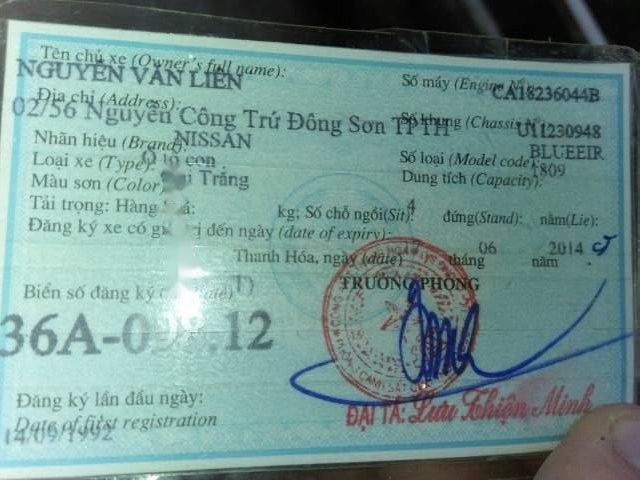 Tên chủ xe (Owner's full name):
NGUYỄN VĂN LIÊN
Số máy (Engine N°): CA18236044B
Địa chỉ (Address):
02/56 Nguyễn Công Trứ Đông Sơn TPTH
Số khung (Chassis N°): U11230948
Nhãn hiệu (Brand): NISSAN
Số loại (Model code): BLUEEIR
Loại xe (Type): Ô tô con
Dung tích (Capacity): 1809
Màu sơn (Color): Trắng
Tải trọng: Hàng hoá: kg; Số chỗ ngồi(Sit): 4 đứng(Stand): nằm(Lie):
Đăng ký xe có giá trị đến ngày (date of expiry):
Thanh Hóa, ngày (date) tháng 06 năm 2014
Biển số đăng ký
TRƯỞNG PHÒNG
36A- .12
Đăng ký lần đầu ngày:
Date of first registration
14/09/1992
ĐẠI TÁ: Lưu Thiện Minh